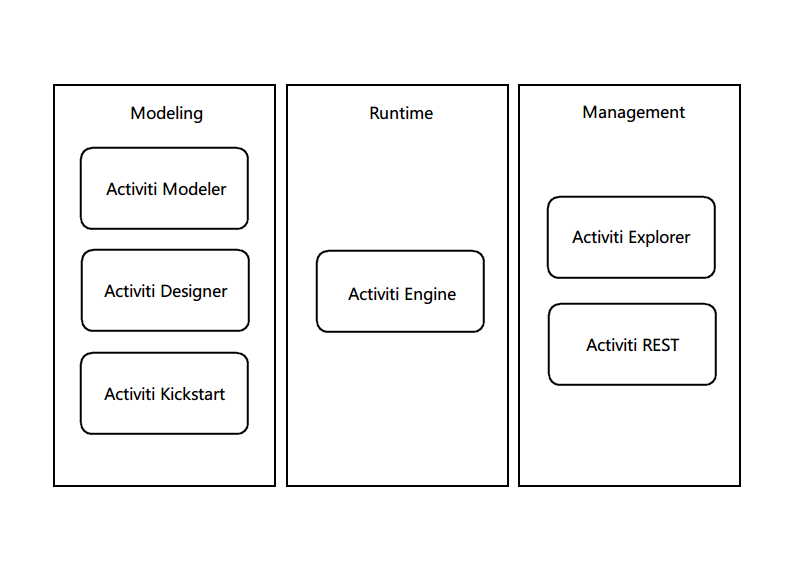 Modeling
Activiti Modeler
Activiti Designer
Activiti Kickstart
Runtime
Activiti Engine
Management
Activiti Explorer
Activiti REST